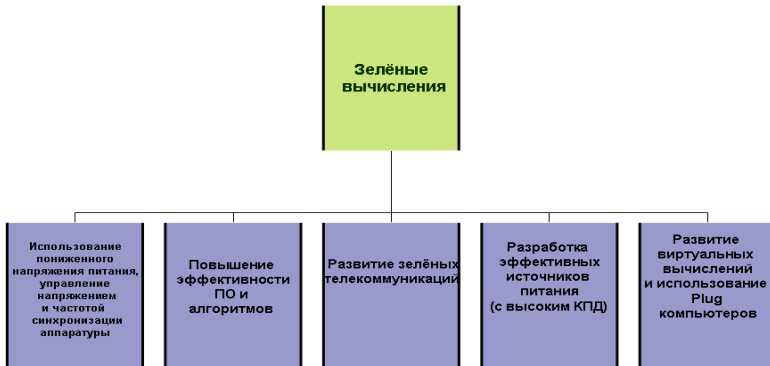 Зелёные
вычисления
Использование
пониженного
напряжения питания,
управление
напряжением
и частотой
синхронизации
аппаратуры
Повышение
эффективности
ПО и
алгоритмов
Развитие зелёных
телекоммуникаций
Разработка
эффективных
источников
питания
(с высоким КПД)
Развитие
виртуальных
вычислений
и использование
Plug
компьютеров